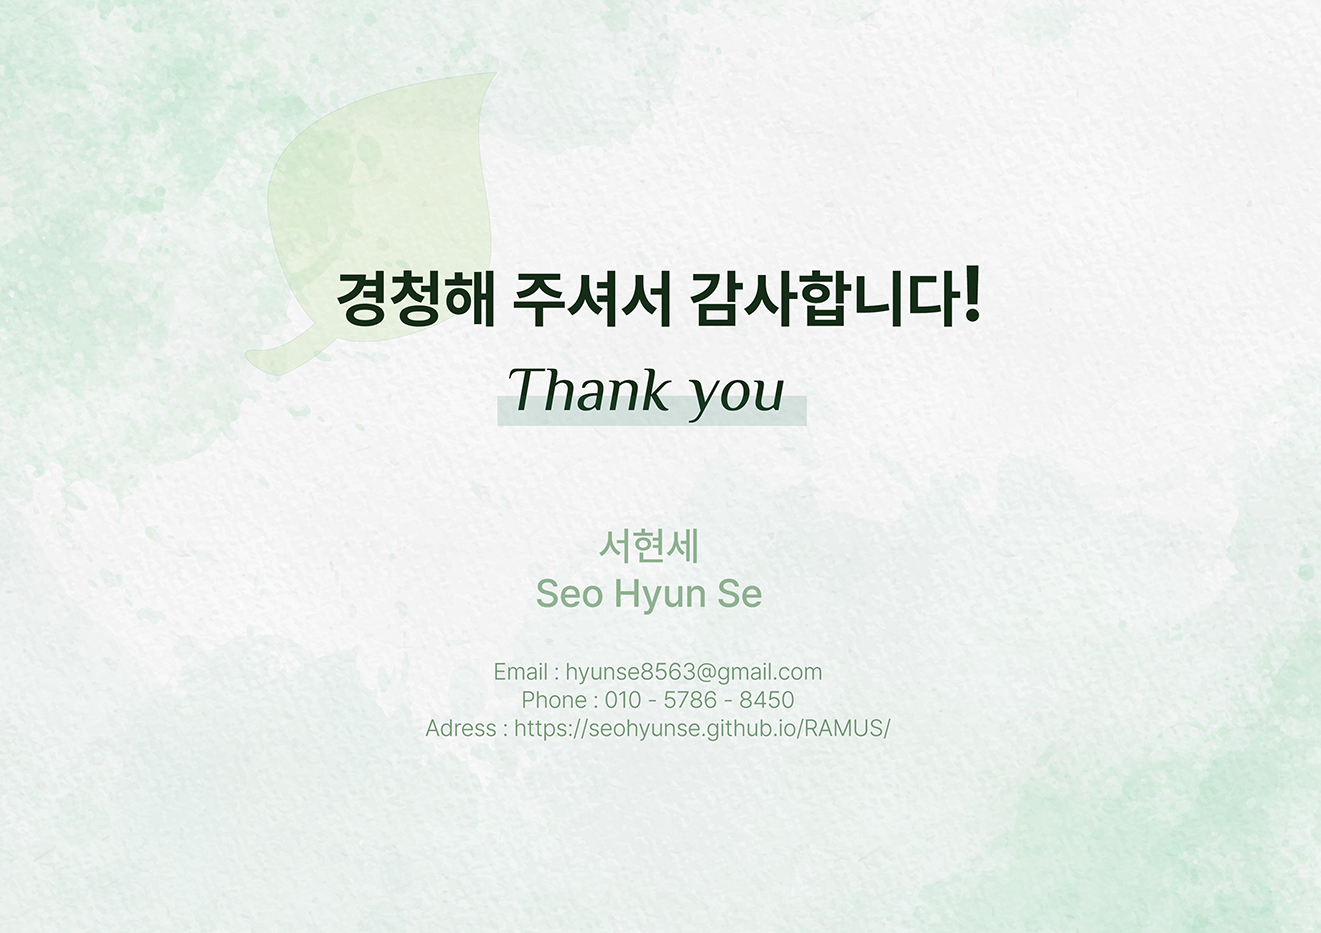 경청해 주셔서 감사합니다!
Thank you
서현세
Seo Hyun Se
Email : hyunse8563@gmail.com
Phone : 010 - 5786 - 8450
Adress : https://seohyunse.github.io/RAMUS/